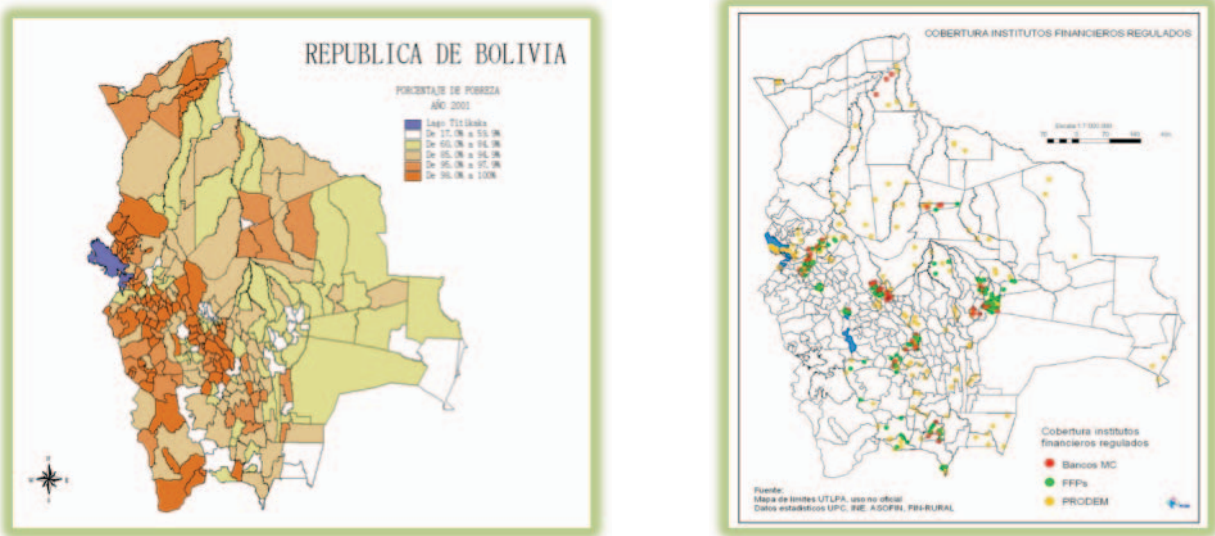 REPUBLICA DE BOLIVIA
PORCENTAJE DE POBREZA
AÑO 2001
Lago Titikaka
De 17.0% a 59.9%
De 60.0% a 84.9%
De 85.0% a 94.9%
De 95.0% a 97.9%
De 98.0% a 100%
COBERTURA INSTITUTOS FINANCIEROS REGULADOS
Cobertura institutos
financieros regulados
Bancos MC
FFPs
PRODEM
Fuente:
Mapa de limites UTLPA, uso no oficial
Datos estadísticos UPC, INE, ASOFIN, FIN-RURAL